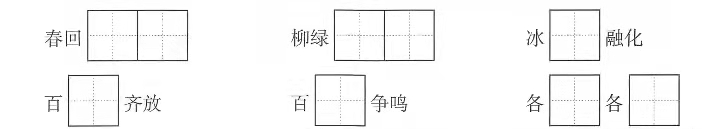 春回 柳绿 冰 融化
百 齐放 百 争鸣 各 各